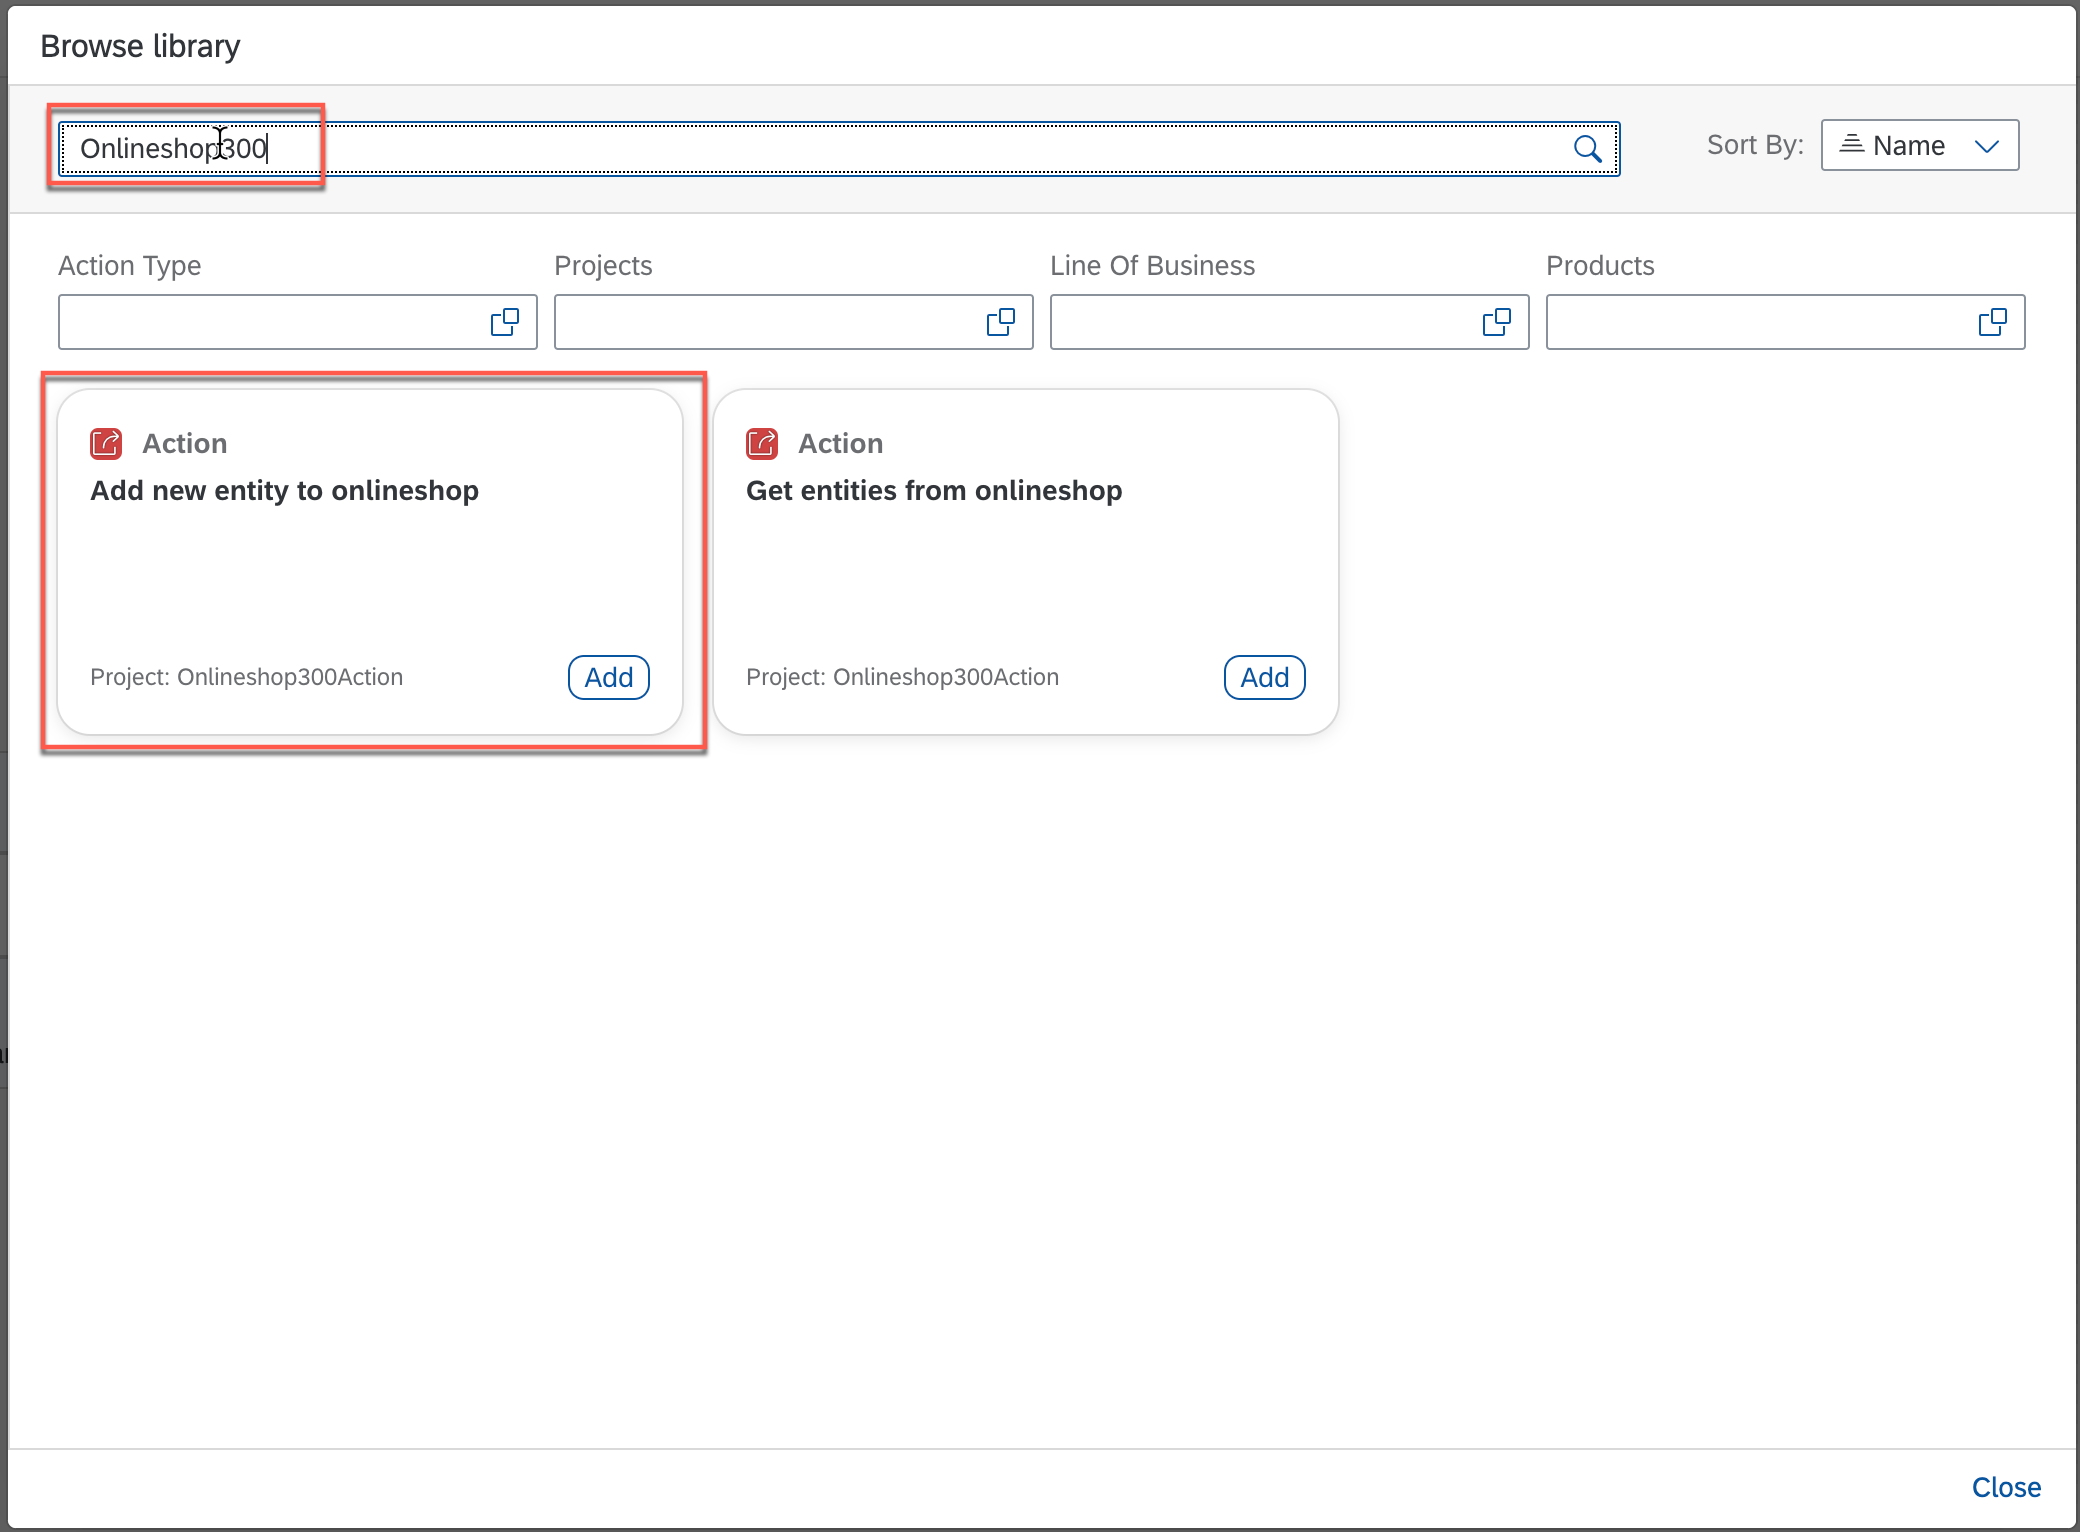 Browse library
Onlineshop300
Sort By: Name
Action Type
Projects
Line Of Business
Products
Action
Add new entity to onlineshop
Project: Onlineshop300Action
Add
Action
Get entities from onlineshop
Project: Onlineshop300Action
Add
Close